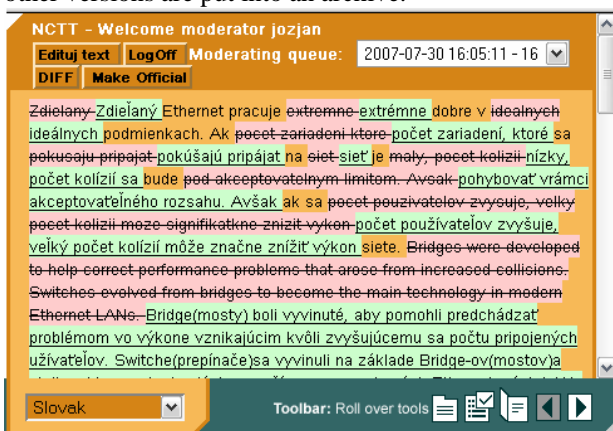 other versions are put into an archive.
NCTT - Welcome moderator jozjan
Edituj text LogOff Moderating queue: 2007-07-30 16:05:11 - 16
DIFF Make Official
Zdielany Zdieľaný Ethernet pracuje extremne extrémne dobre v idealnych
ideálnych podmienkach. Ak pocet zariadeni ktore počet zariadení, ktoré sa
pokusaju pripajat pokúšajú pripájat na siet sieť je maly, pocet kolizii nízky,
počet kolízií sa bude pod akceptovatelnym limitom. Avsak pohybovať vrámci
akceptovateľného rozsahu. Avšak ak sa pocet pouzivatelov zvysuje, velky
pocet kolizii moze signifikatkne znizit vykon počet používateľov zvyšuje,
veľký počet kolízií môže značne znížiť výkon siete. Bridges were developed
to help correct performance problems that arose from increased collisions.
Switches evolved from bridges to become the main technology in modern
Ethernet LANs. Bridge(mosty) boli vyvinuté, aby pomohli predchádzať
problémom vo výkone vznikajúcim kvôli zvyšujúcemu sa počtu pripojených
užívateľov. Switche(prepínače)sa vyvinuli na základe Bridge-ov(mostov)a
Slovak Toolbar: Roll over tools